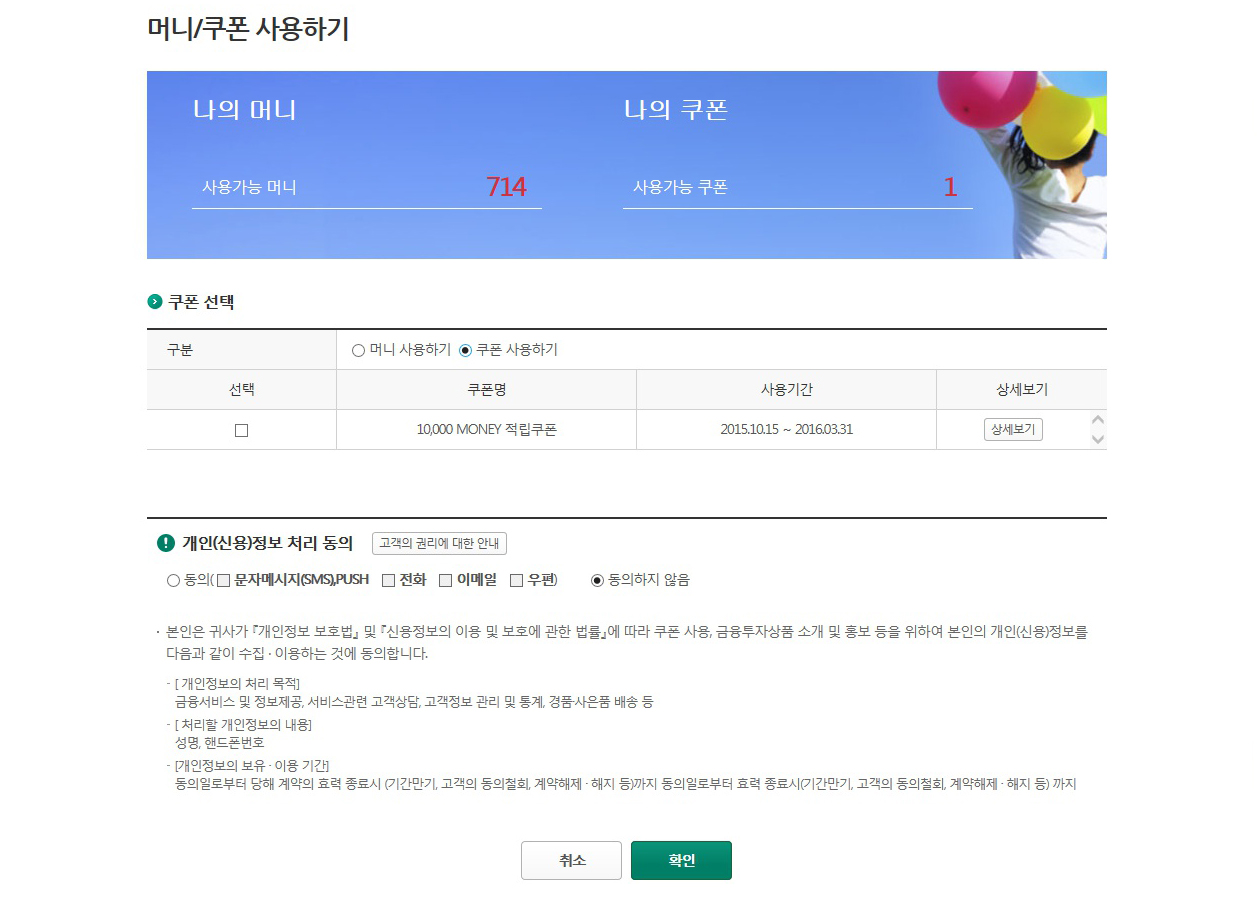 머니/쿠폰 사용하기
나의 머니
나의 쿠폰
사용가능 머니 714
사용가능 쿠폰 1
쿠폰 선택
구분 머니 사용하기 쿠폰 사용하기
선택 쿠폰명 사용기간 상세보기
10,000 MONEY 적립쿠폰 2015.10.15 ~ 2016.03.31 상세보기
개인(신용)정보 처리 동의 고객의 권리에 대한 안내
동의( 문자메시지(SMS),PUSH 전화 이메일 우편) 동의하지 않음
· 본인은 귀사가 『개인정보 보호법』 및 『신용정보의 이용 및 보호에 관한 법률』에 따라 쿠폰 사용, 금융투자상품 소개 및 홍보 등을 위하여 본인의 개인(신용)정보를
다음과 같이 수집 · 이용하는 것에 동의합니다.
- [ 개인정보의 처리 목적]
금융서비스 및 정보제공, 서비스관련 고객상담, 고객정보 관리 및 통계, 경품·사은품 배송 등
- [ 처리할 개인정보의 내용]
성명, 핸드폰번호
- [개인정보의 보유 · 이용 기간]
동의일로부터 당해 계약의 효력 종료시 (기간만기, 고객의 동의철회, 계약해제 · 해지 등)까지 동의일로부터 효력 종료시(기간만기, 고객의 동의철회, 계약해제 · 해지 등) 까지
취소 확인